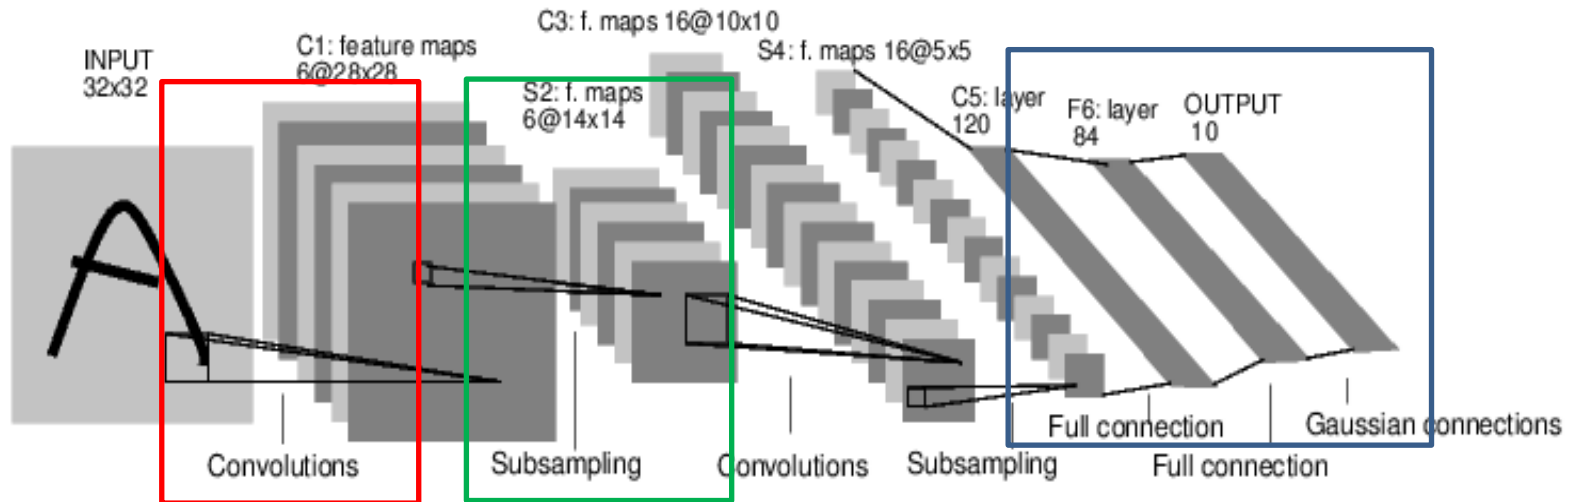 INPUT
32x32
C1: feature maps
6@28x28
S2: f. maps
6@14x14
C3: f. maps 16@10x10
S4: f. maps 16@5x5
C5: layer
120
F6: layer
84
OUTPUT
10
Convolutions
Subsampling
Convolutions
Subsampling
Full connection
Full connection
Gaussian connections